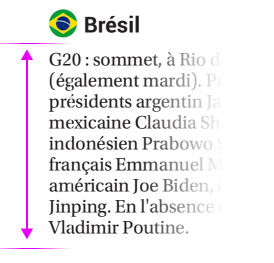 Brésil
G20 : sommet, à Rio
(également mardi).
présidents argentin
mexicaine Claudia
indonésien Prabowo
français Emmanuel
américain Joe Biden,
Jinping. En l'absence
Vladimir Poutine.